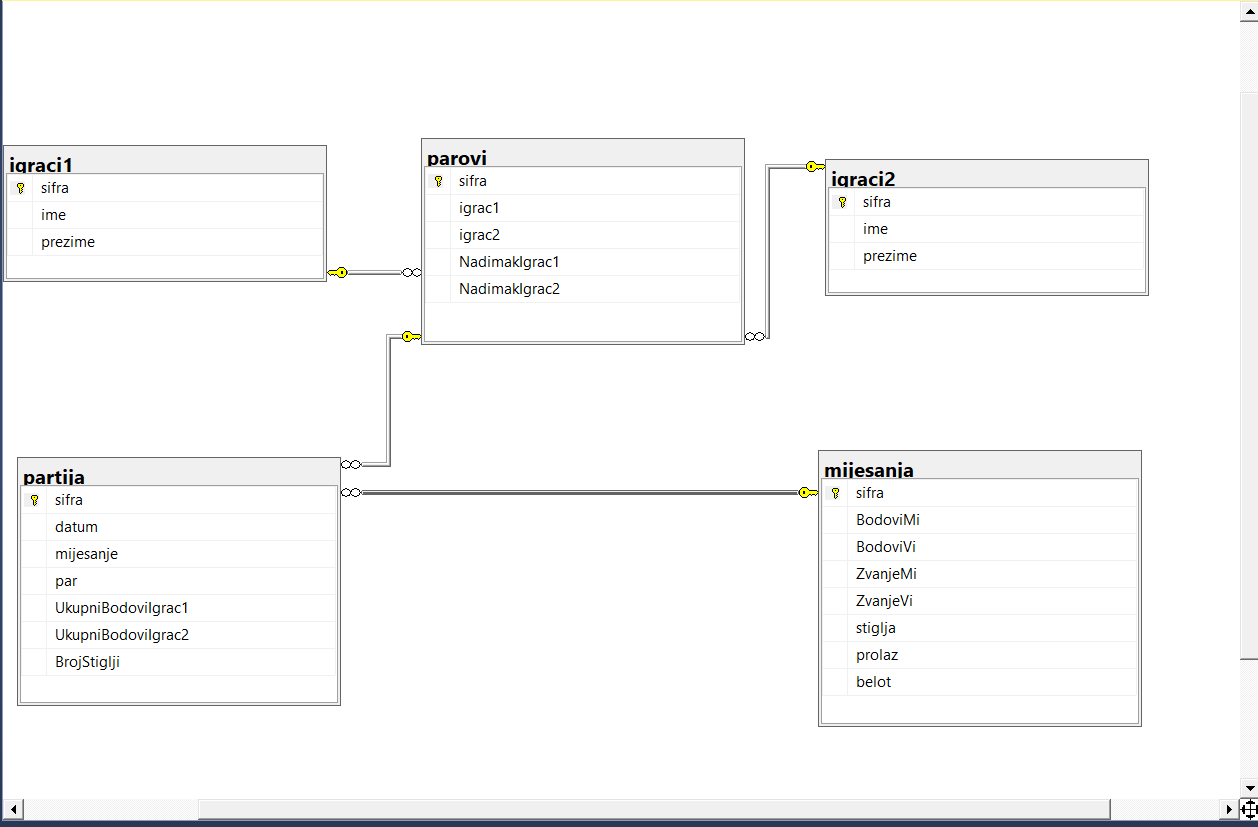 igraci1
sifra
ime
prezime
parovi
sifra
igrac1
igrac2
NadimakIgrac1
NadimakIgrac2
igraci2
sifra
ime
prezime
partija
sifra
datum
mijesanje
par
UkupniBodoviIgrac1
UkupniBodoviIgrac2
BrojStiglji
mijesanja
sifra
BodoviMi
BodoviVi
ZvanjeMi
ZvanjeVi
stiglja
prolaz
belot